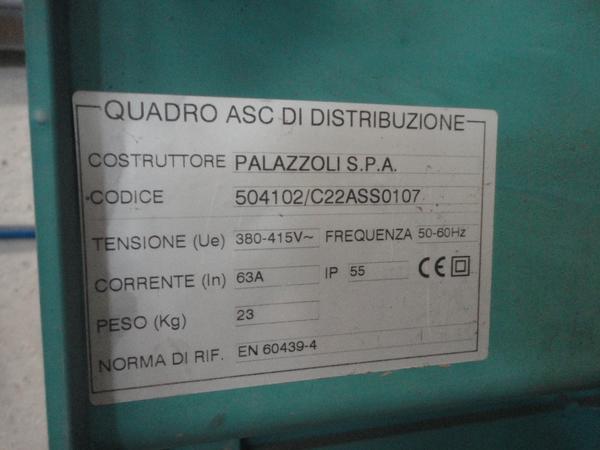 QUADRO ASC DI DISTRIBUZIONE
COSTRUTTORE PALAZZOLI S.P.A.
CODICE 504102/C22ASS0107
TENSIONE (Ue) 380-415V~ FREQUENZA 50-60Hz
CORRENTE (In) 63A IP 55 CE
PESO (Kg) 23
NORMA DI RIF. EN 60439-4